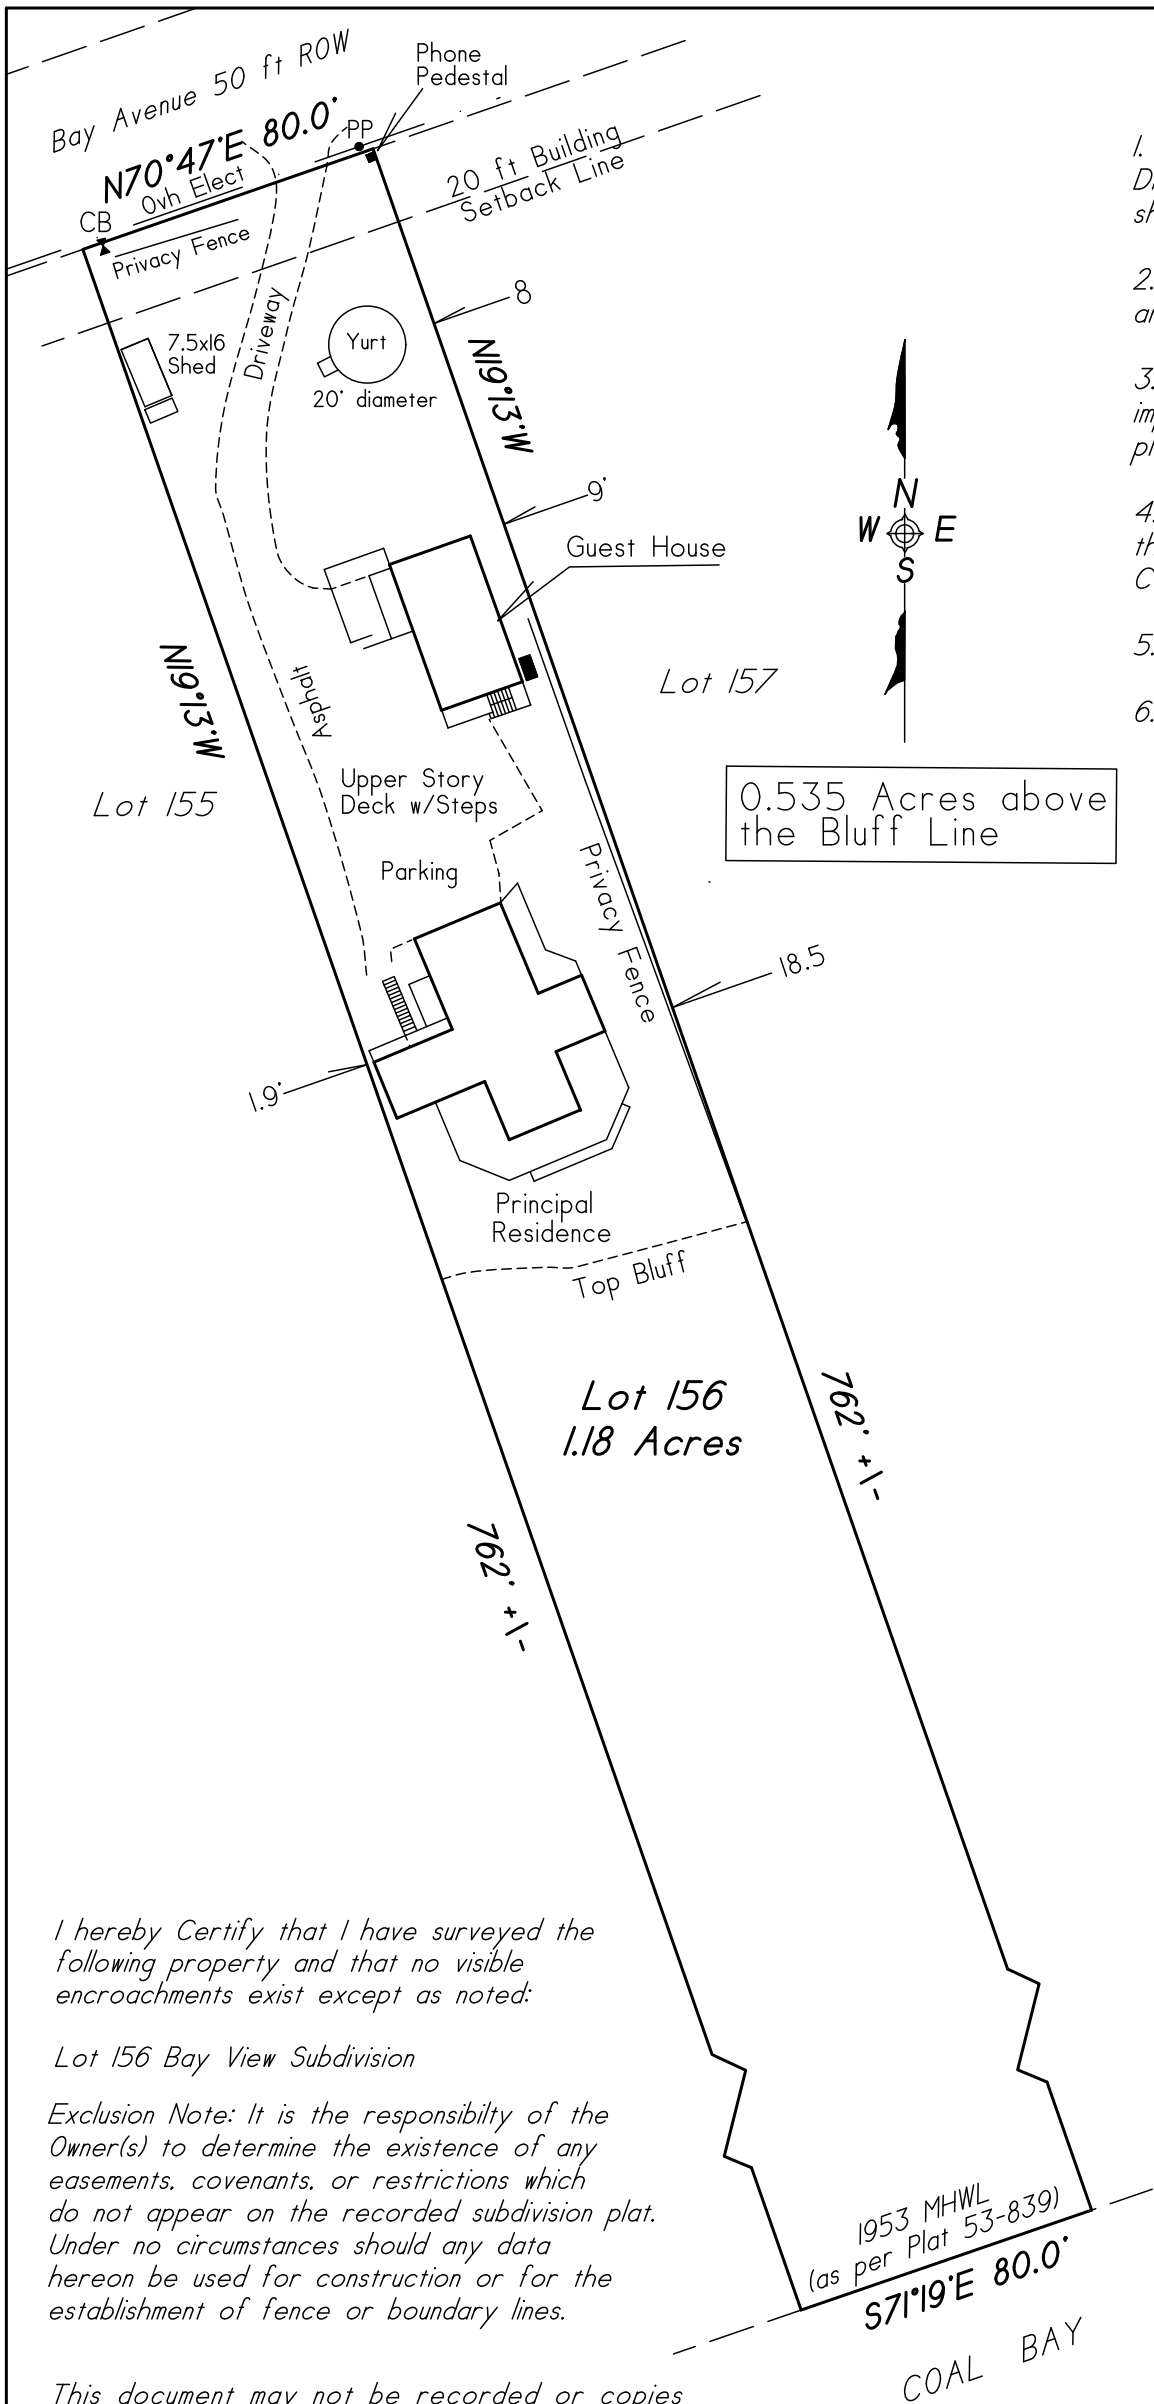 Bay Avenue 50 ft ROW
Phone
Pedestal
N70°47'E 80.0'
PP
Ovh Elect
20 ft Building
Setback Line
CB
Privacy Fence
8
7.5x16
Shed
Driveway
Yurt
20' diameter
N19°13'W
9'
Guest House
N
W E
S
N19°13'W
Asphalt
Lot 157
Upper Story
Deck w/Steps
Lot 155
0.535 Acres above
the Bluff Line
Parking
Privacy Fence
18.5
1.9'
Principal
Residence
Top Bluff
Lot 156
1.18 Acres
762' +\-
762' +\-
I hereby Certify that I have surveyed the
following property and that no visible
encroachments exist except as noted:
Lot 156 Bay View Subdivision
Exclusion Note: It is the responsibilty of the
Owner(s) to determine the existence of any
easements, covenants, or restrictions which
do not appear on the recorded subdivision plat.
Under no circumstances should any data
hereon be used for construction or for the
establishment of fence or boundary lines.
1953 MHWL
(as per Plat 53-839)
S71°19'E 80.0'
COAL BAY
This document may not be recorded or copies
1.
2.
3.
4.
5.
6.